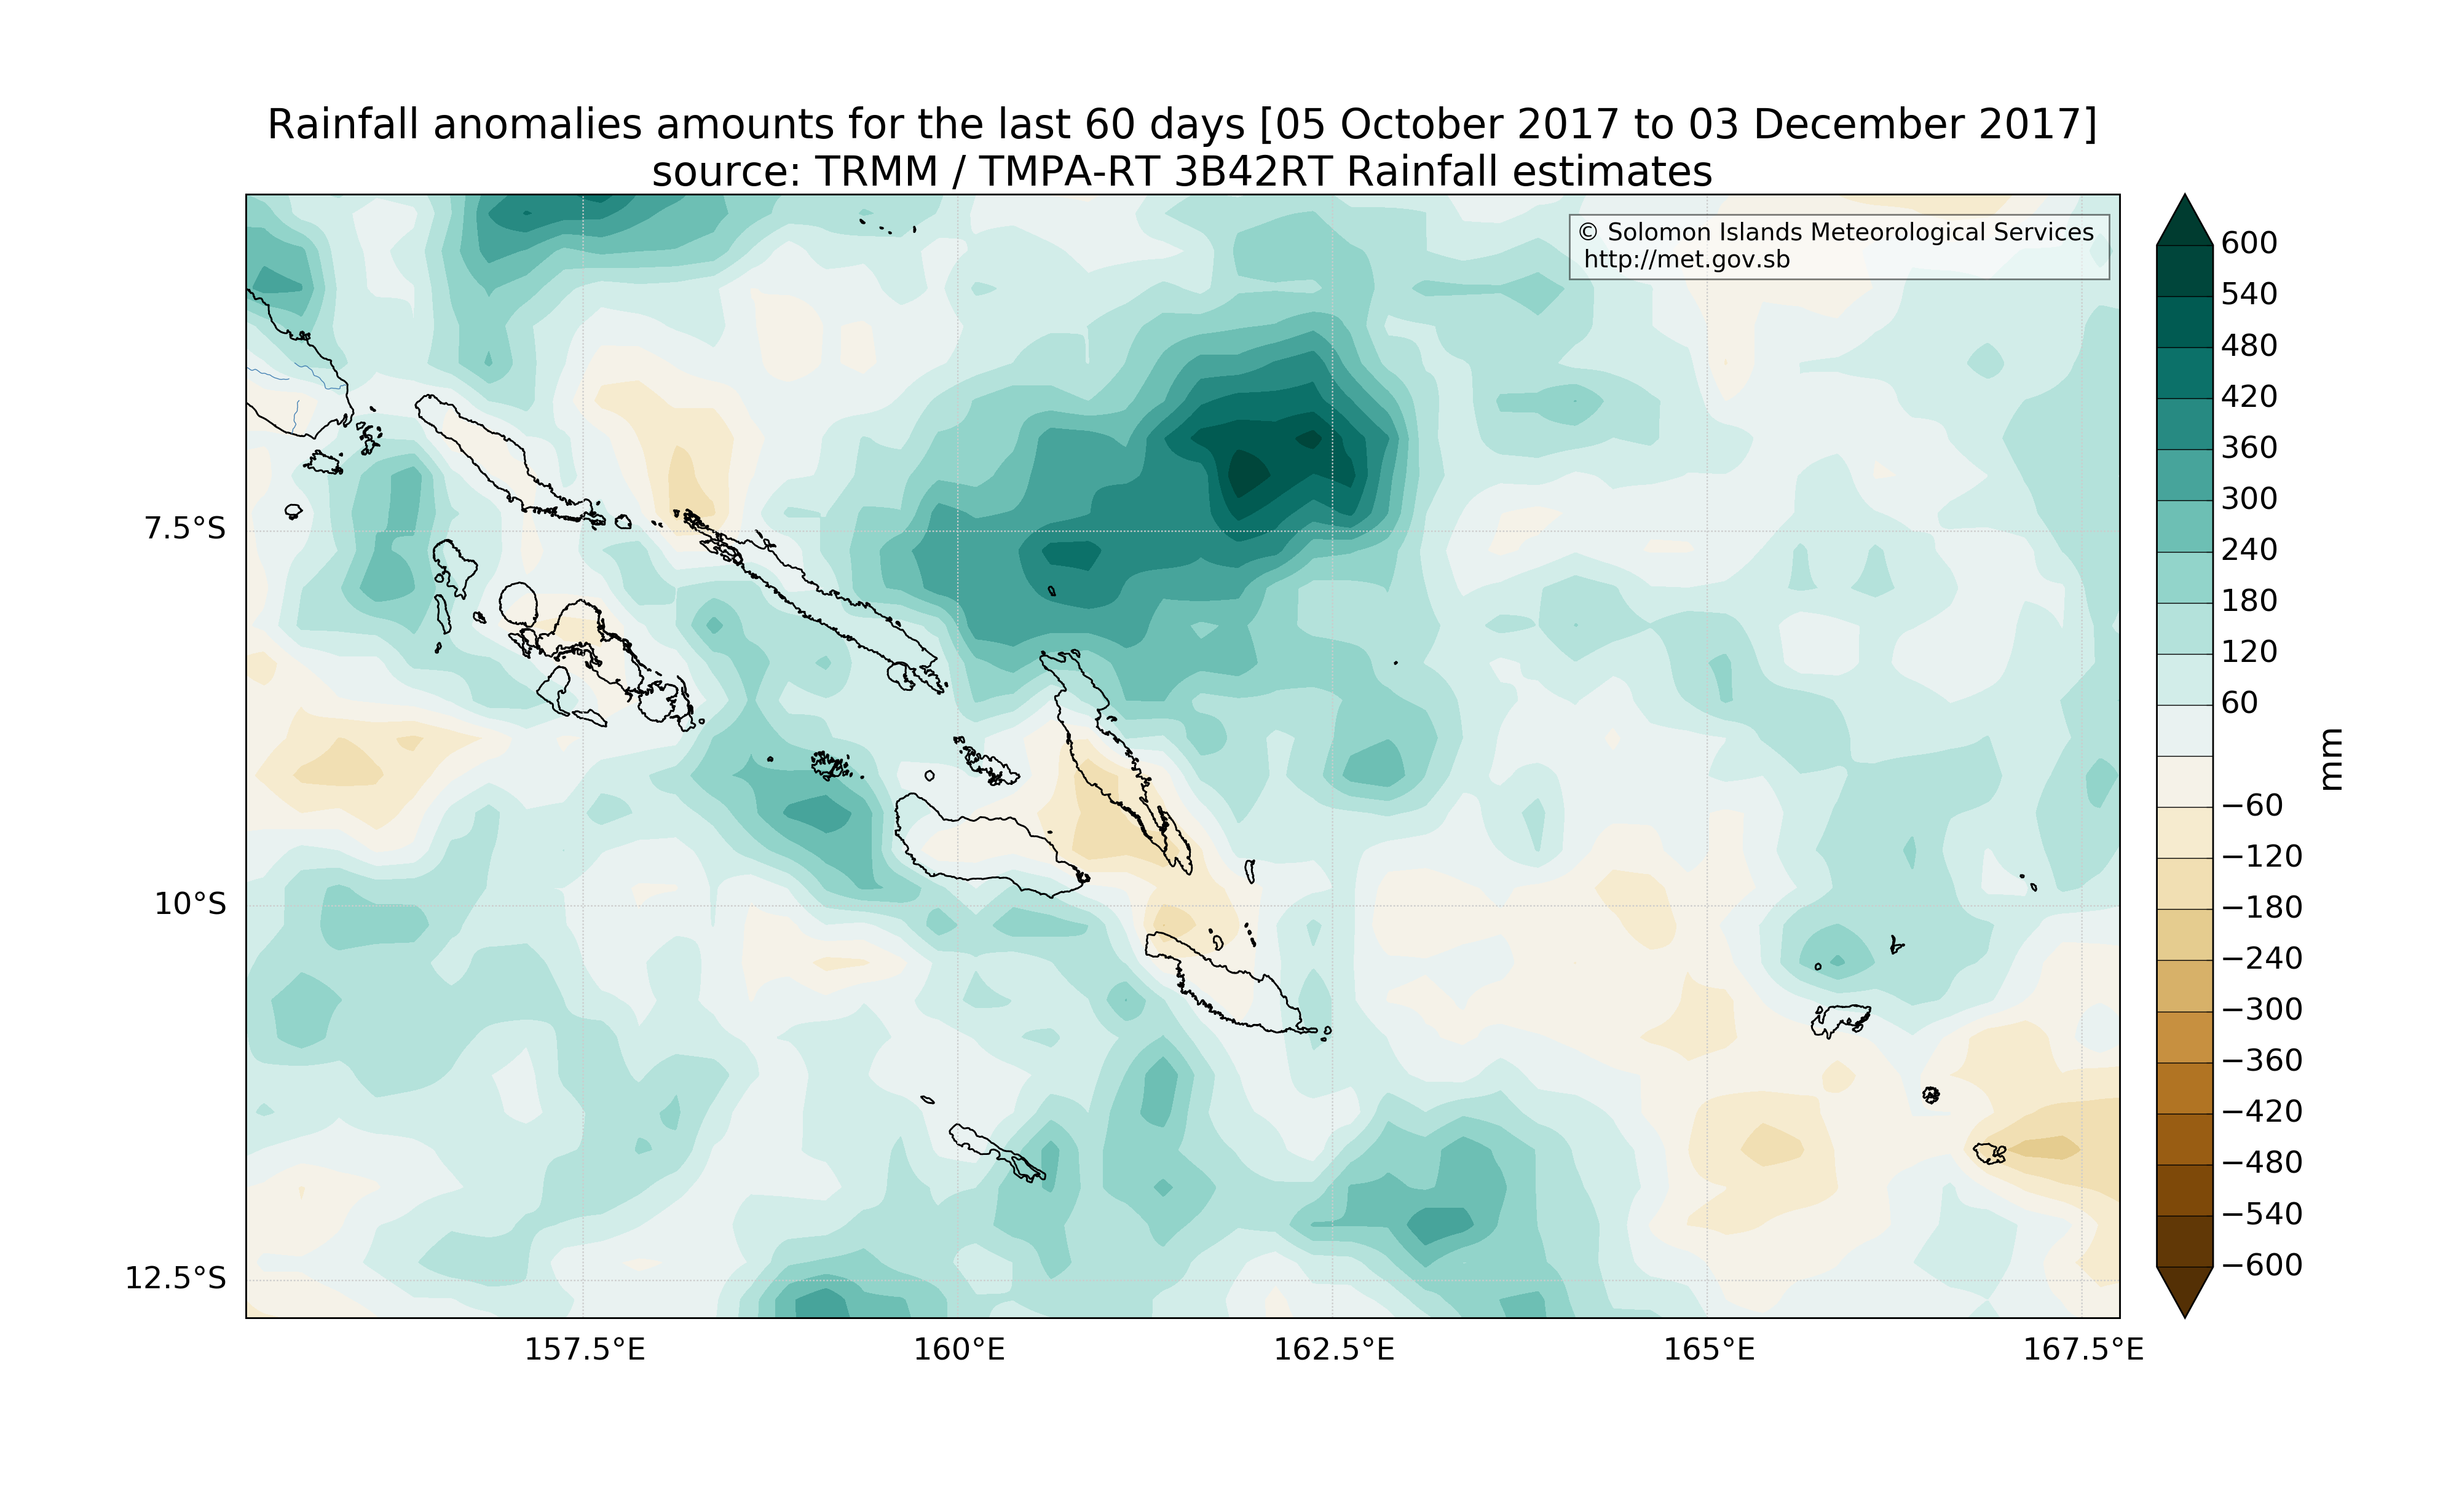 Rainfall anomalies amounts for the last 60 days [05 October 2017 to 03 December 2017]
source: TRMM / TMPA-RT 3B42RT Rainfall estimates
© Solomon Islands Meteorological Services
http://met.gov.sb
7.5°S
10°S
12.5°S
157.5°E
160°E
162.5°E
165°E
167.5°E
600
540
480
420
360
300
240
180
120
60
−60
−120
−180
−240
−300
−360
−420
−480
−540
−600
mm